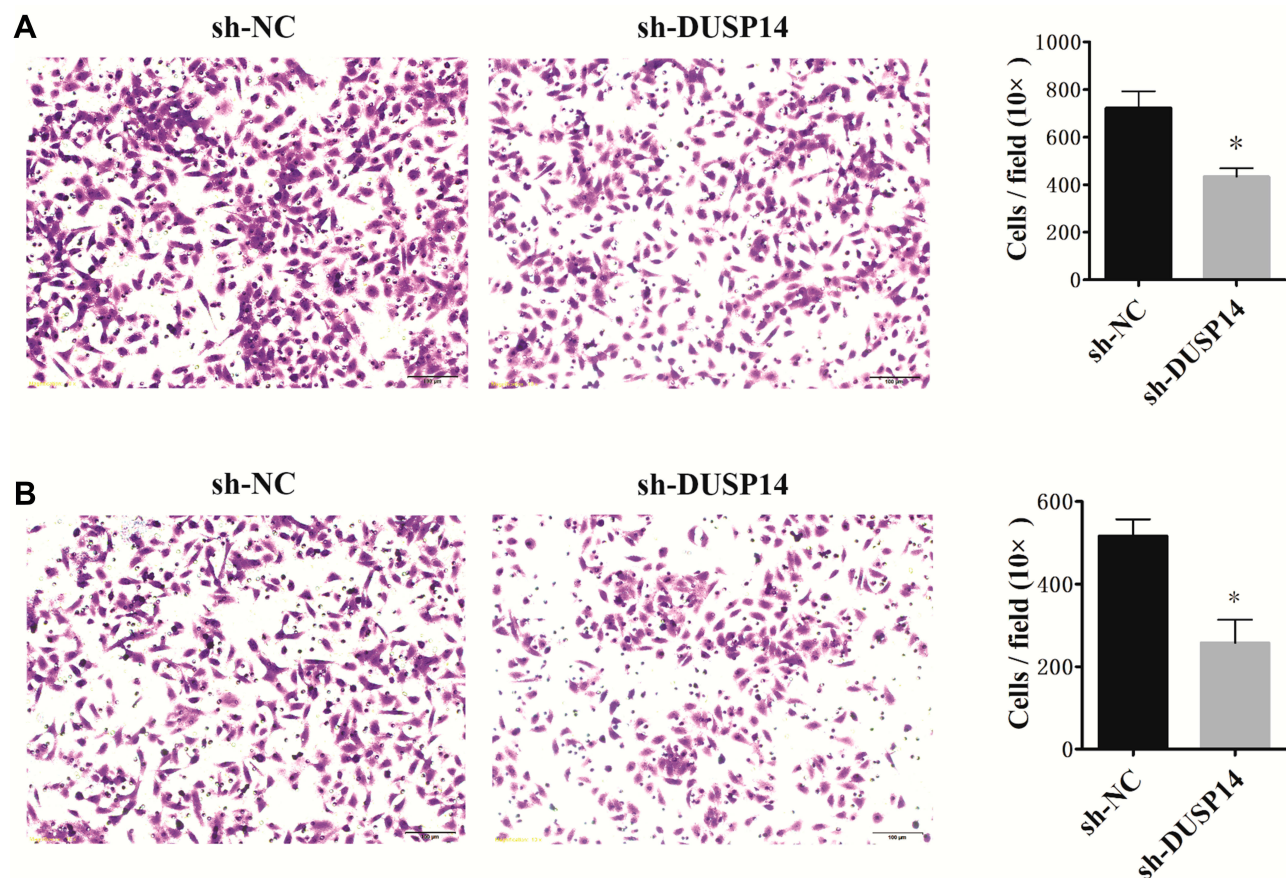 A
sh-NC
sh-DUSP14
Cells / field (10×)
1000
800
600
400
200
0
*
sh-NC
sh-DUSP14
100 μm
100 μm
B
sh-NC
sh-DUSP14
Cells / field (10× )
600
400
200
0
*
sh-NC
sh-DUSP14
100 μm
100 μm